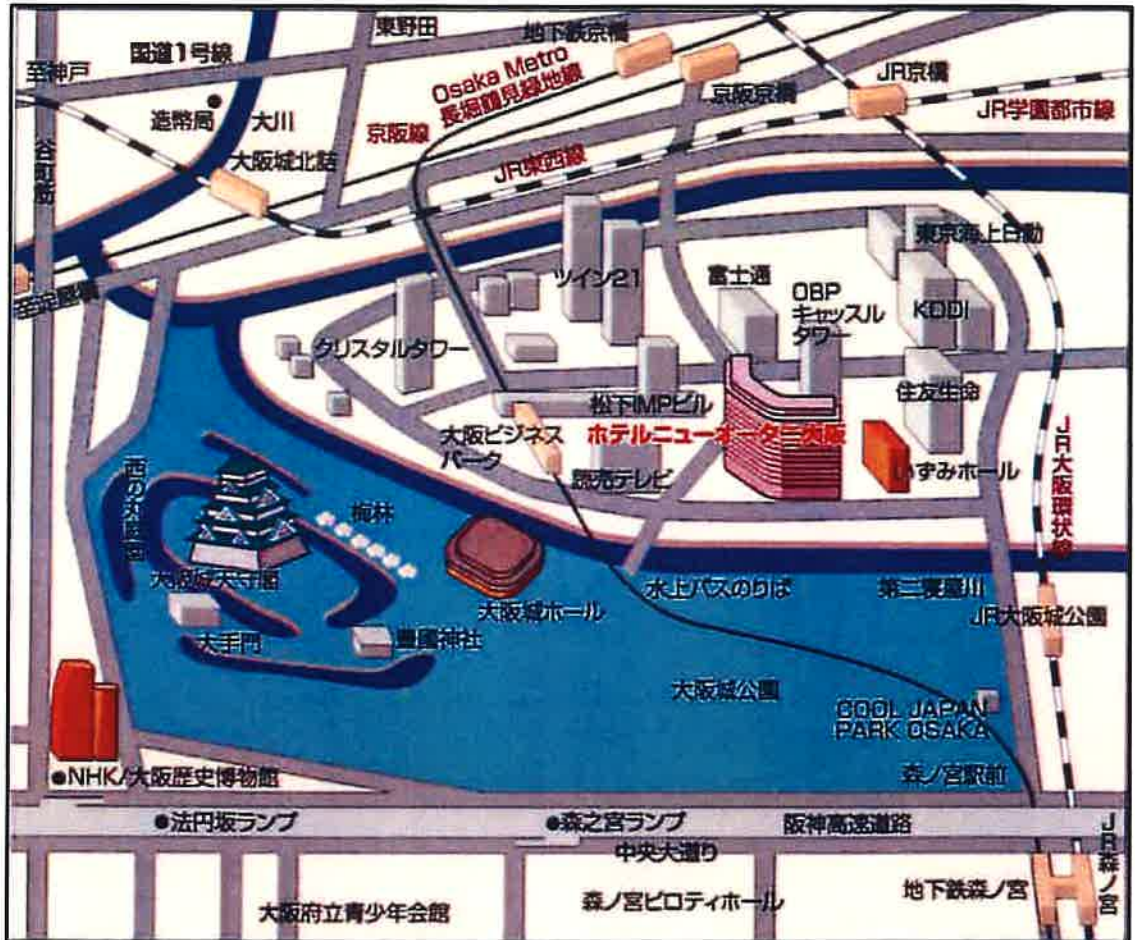 東野田
地下鉄京橋
国道1号線
至神戸
Osaka Metro
長堀鶴見緑地線
JR京橋
京阪京橋
造幣局
大川
京阪線
JR学園都市線
谷町筋
大阪城北詰
JR東西線
東京海上日動
ツイン21
富士通
OBP
キャッスル
タワー
KDDI
至淀屋橋
クリスタルタワー
住友生命
松下IMPビル
大阪ビジネス
パーク
ホテルニューオータニ大阪
読売テレビ
いずみホール
JR大阪環状線
西の丸庭園
梅林
大阪城天守閣
大阪城ホール
水上バスのりば
第二寝屋川
大手門
豊國神社
JR大阪城公園
大阪城公園
COOL JAPAN
PARK OSAKA
●NHK/大阪歴史博物館
森ノ宮駅前
●法円坂ランプ
●森之宮ランプ
阪神高速道路
中央大通り
JR森ノ宮
地下鉄森ノ宮
大阪府立青少年会館
森ノ宮ピロティホール